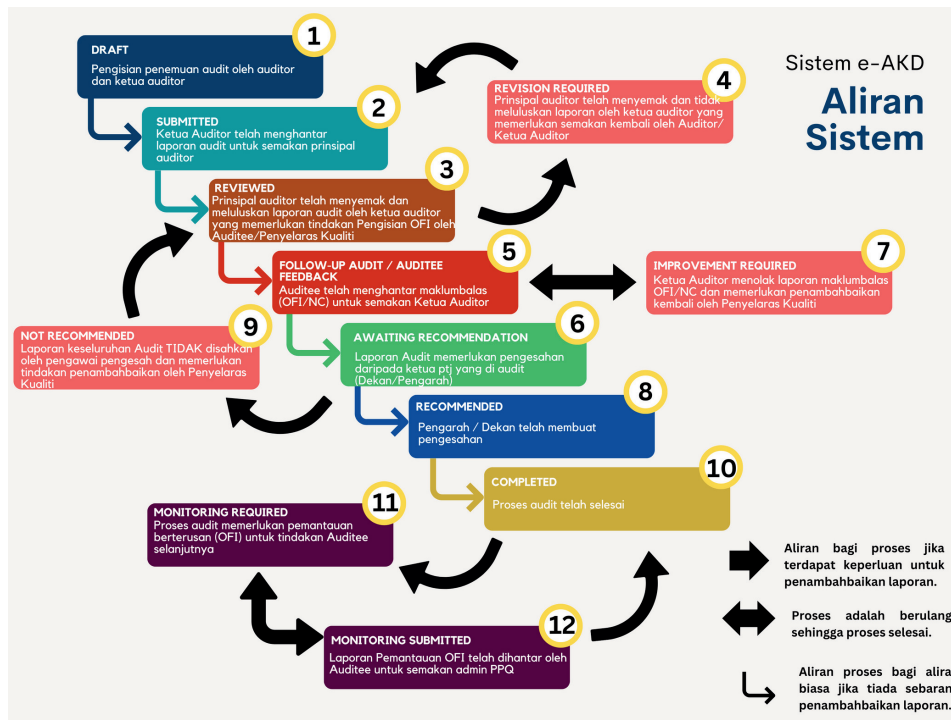 Sistem e-AKD
Aliran
Sistem
1
DRAFT
Pengisian penemuan audit oleh auditor
dan ketua auditor
2
SUBMITTED
Ketua Auditor telah menghantar
laporan audit untuk semakan prinsipal
auditor
3
REVIEWED
Prinsipal auditor telah menyemak dan
meluluskan laporan audit oleh ketua auditor
yang memerlukan tindakan Pengisian OFI oleh
Auditee/Penyelaras Kualiti
4
REVISION REQUIRED
Prinsipal auditor telah menyemak dan tidak
meluluskan laporan oleh ketua auditor yang
memerlukan semakan kembali oleh Auditor/
Ketua Auditor
5
FOLLOW-UP AUDIT / AUDITEE
FEEDBACK
Auditee telah menghantar maklumbalas
(OFI/NC) untuk semakan Ketua Auditor
6
AWAITING RECOMMENDATION
Laporan Audit memerlukan pengesahan
daripada ketua ptj yang di audit
(Dekan/Pengarah)
7
IMPROVEMENT REQUIRED
Ketua Auditor menolak laporan maklumbalas
OFI/NC dan memerlukan penambahbaikan
kembali oleh Penyelaras Kualiti
8
RECOMMENDED
Pengarah / Dekan telah membuat
pengesahan
9
NOT RECOMMENDED
Laporan keseluruhan Audit TIDAK disahkan
oleh pengawai pengesah dan memerlukan
tindakan penambahbaikan oleh Penyelaras
Kualiti
10
COMPLETED
Proses audit telah selesai
11
MONITORING REQUIRED
Proses audit memerlukan pemantauan
berterusan (OFI) untuk tindakan Auditee
selanjutnya
12
MONITORING SUBMITTED
Laporan Pemantauan OFI telah dihantar oleh
Auditee untuk semakan admin PPQ
Aliran bagi proses jika
terdapat keperluan untuk
penambahbaikan laporan.
Proses adalah berulang
sehingga proses selesai.
Aliran proses bagi alira
biasa jika tiada sebaran
penambahbaikan laporan.